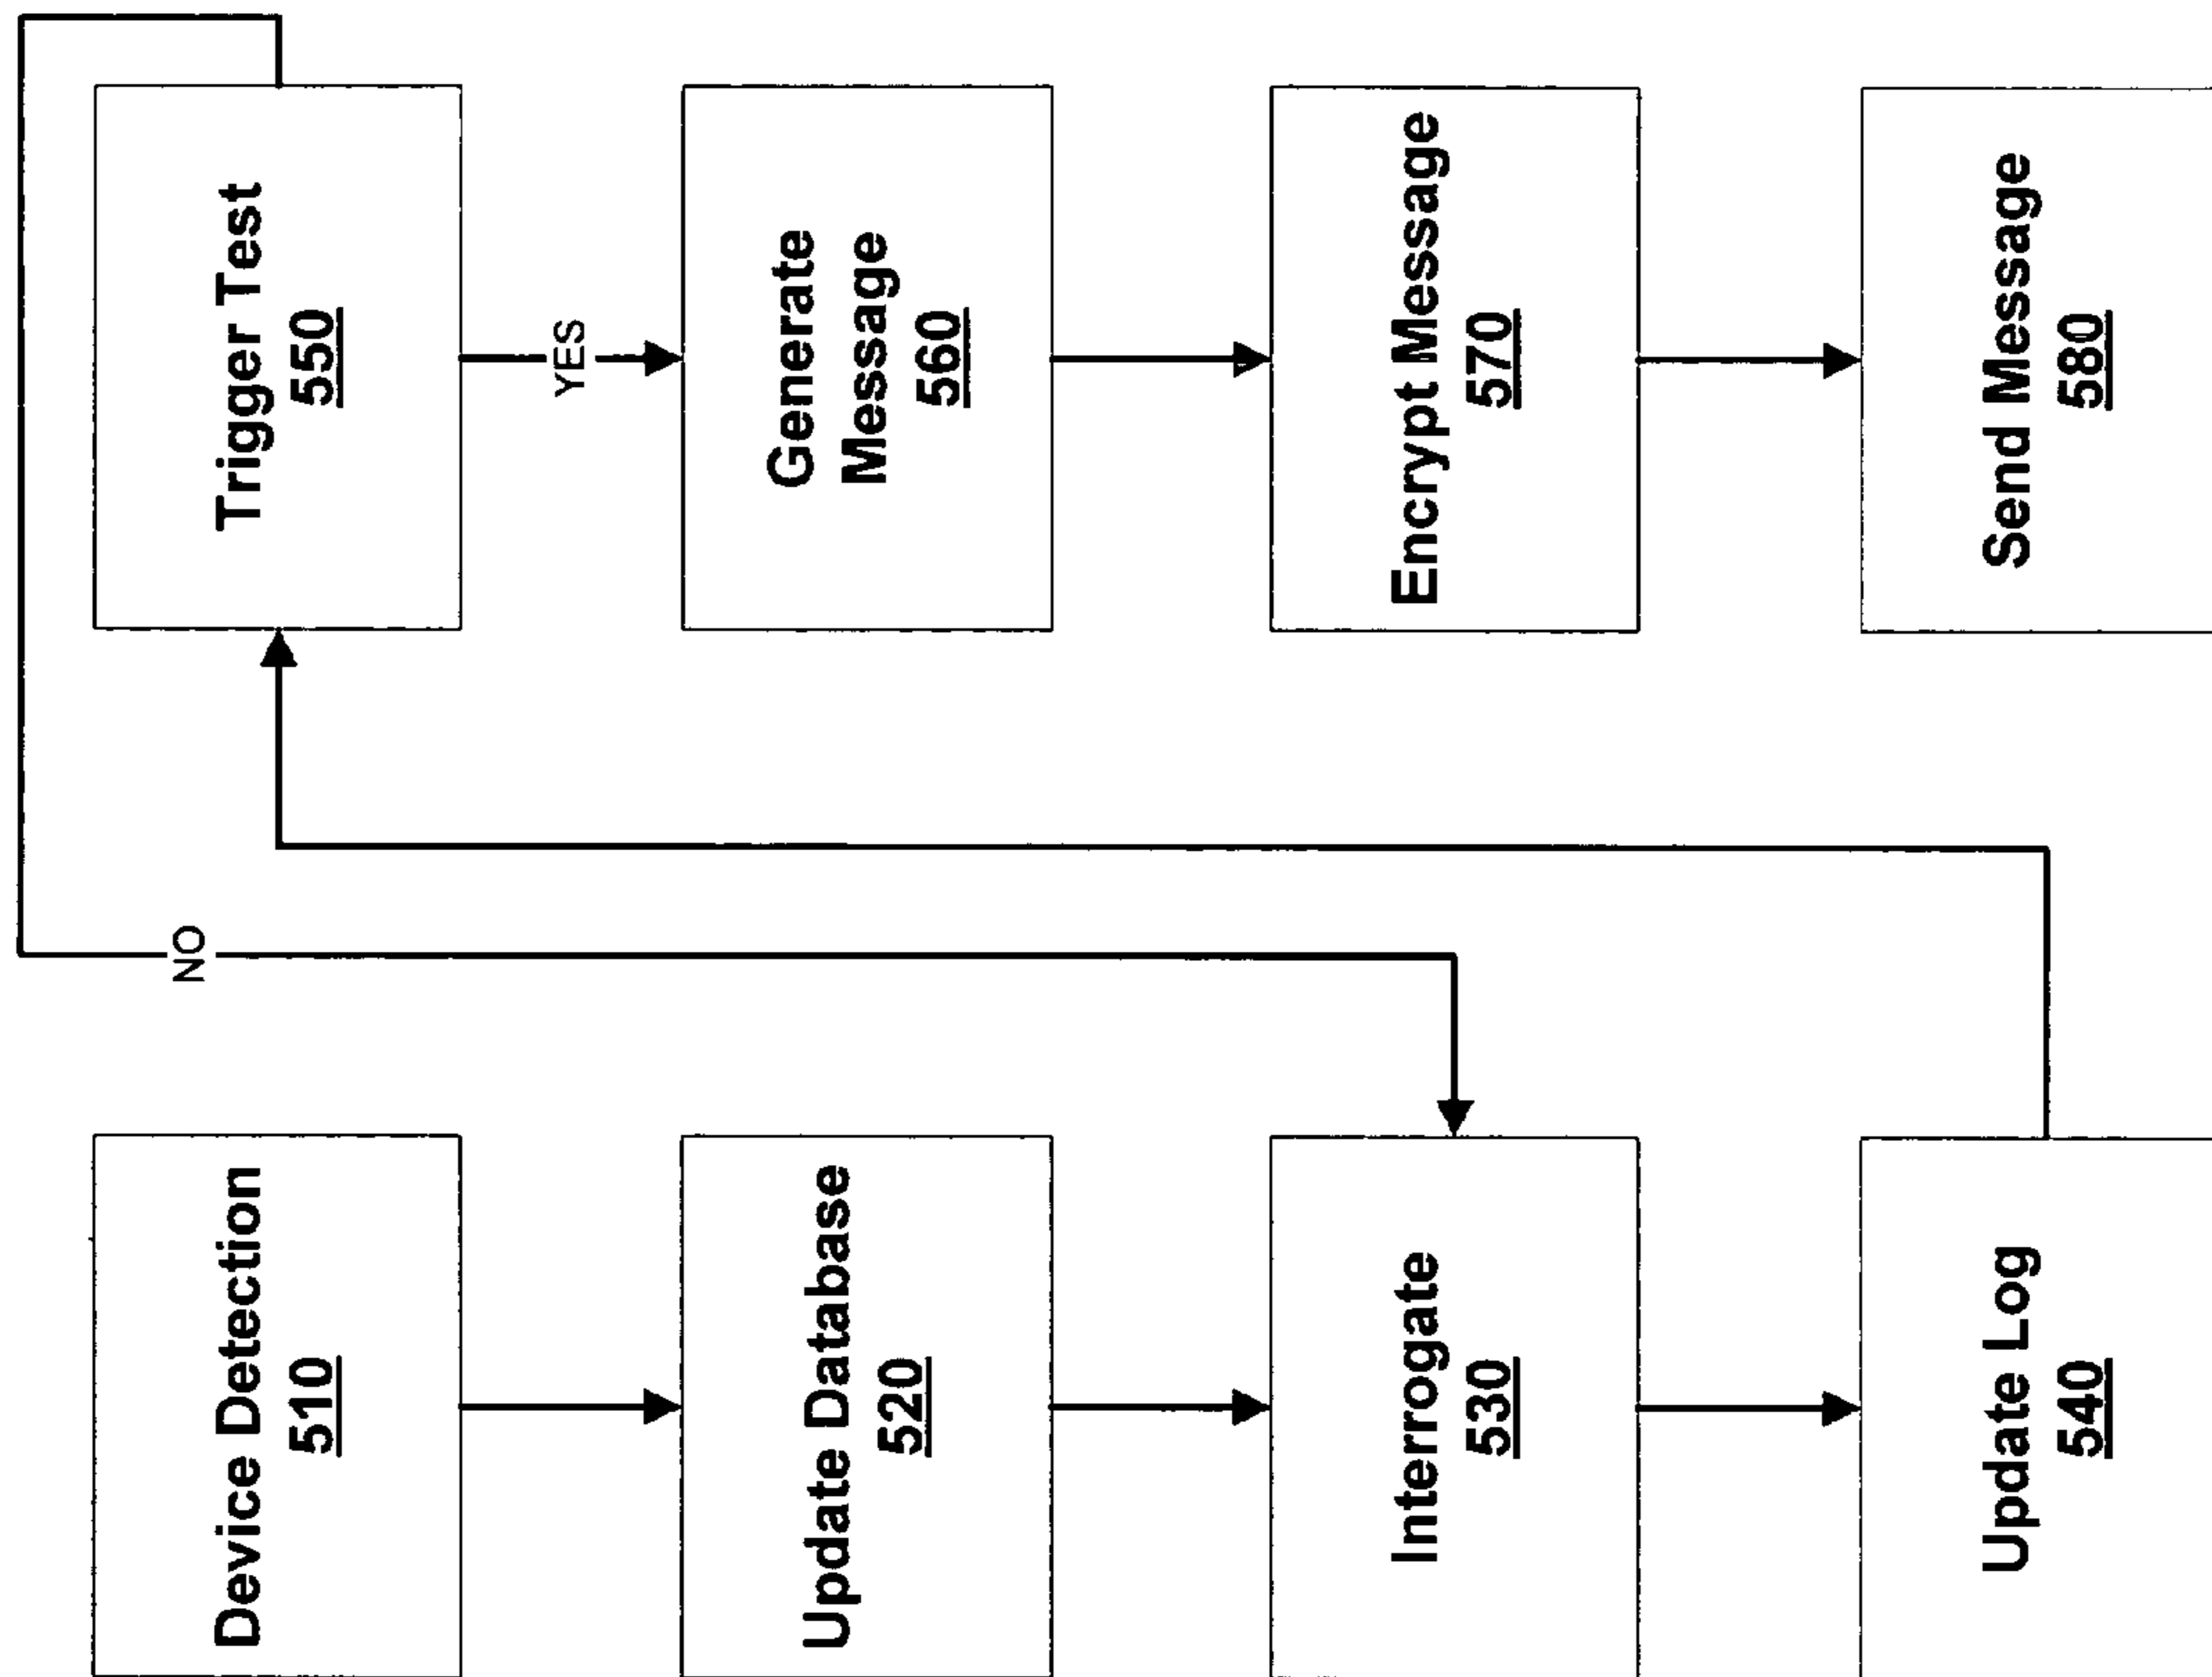 Device Detection
510
Update Database
520
Interrogate
530
Update Log
540
NO
Trigger Test
550
YES
Generate
Message
560
Encrypt Message
570
Send Message
580